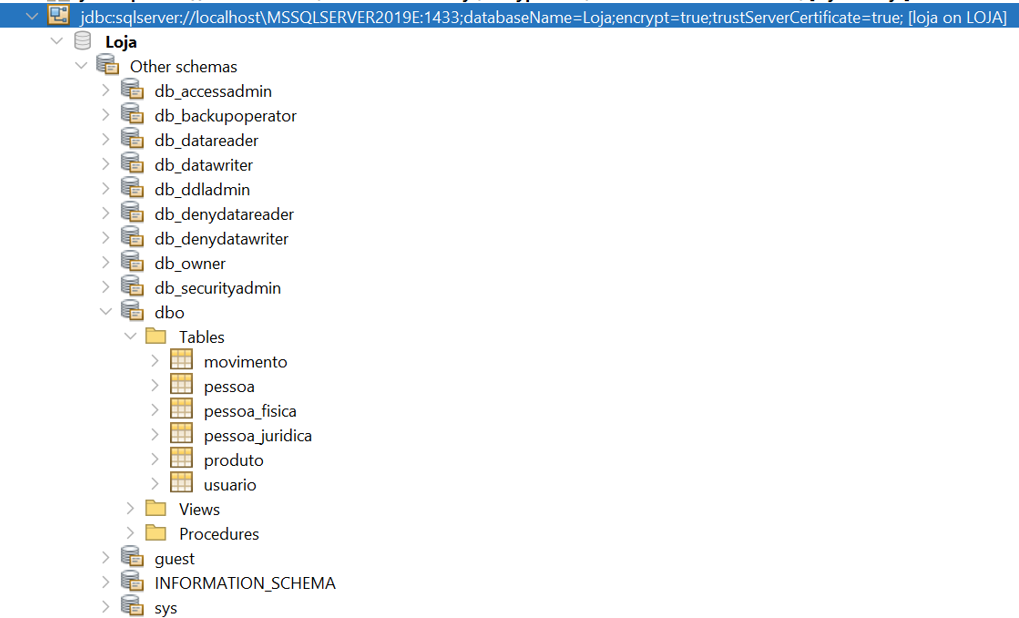 jdbc:sqlserver://localhost\MSSQLSERVER2019E:1433;databaseName=Loja;encrypt=true;trustServerCertificate=true; [loja on LOJA]
Loja
Other schemas
db_accessadmin
db_backupoperator
db_datareader
db_datawriter
db_ddladmin
db_denydatareader
db_denydatawriter
db_owner
db_securityadmin
dbo
Tables
movimento
pessoa
pessoa_fisica
pessoa_juridica
produto
usuario
Views
Procedures
guest
INFORMATION_SCHEMA
sys